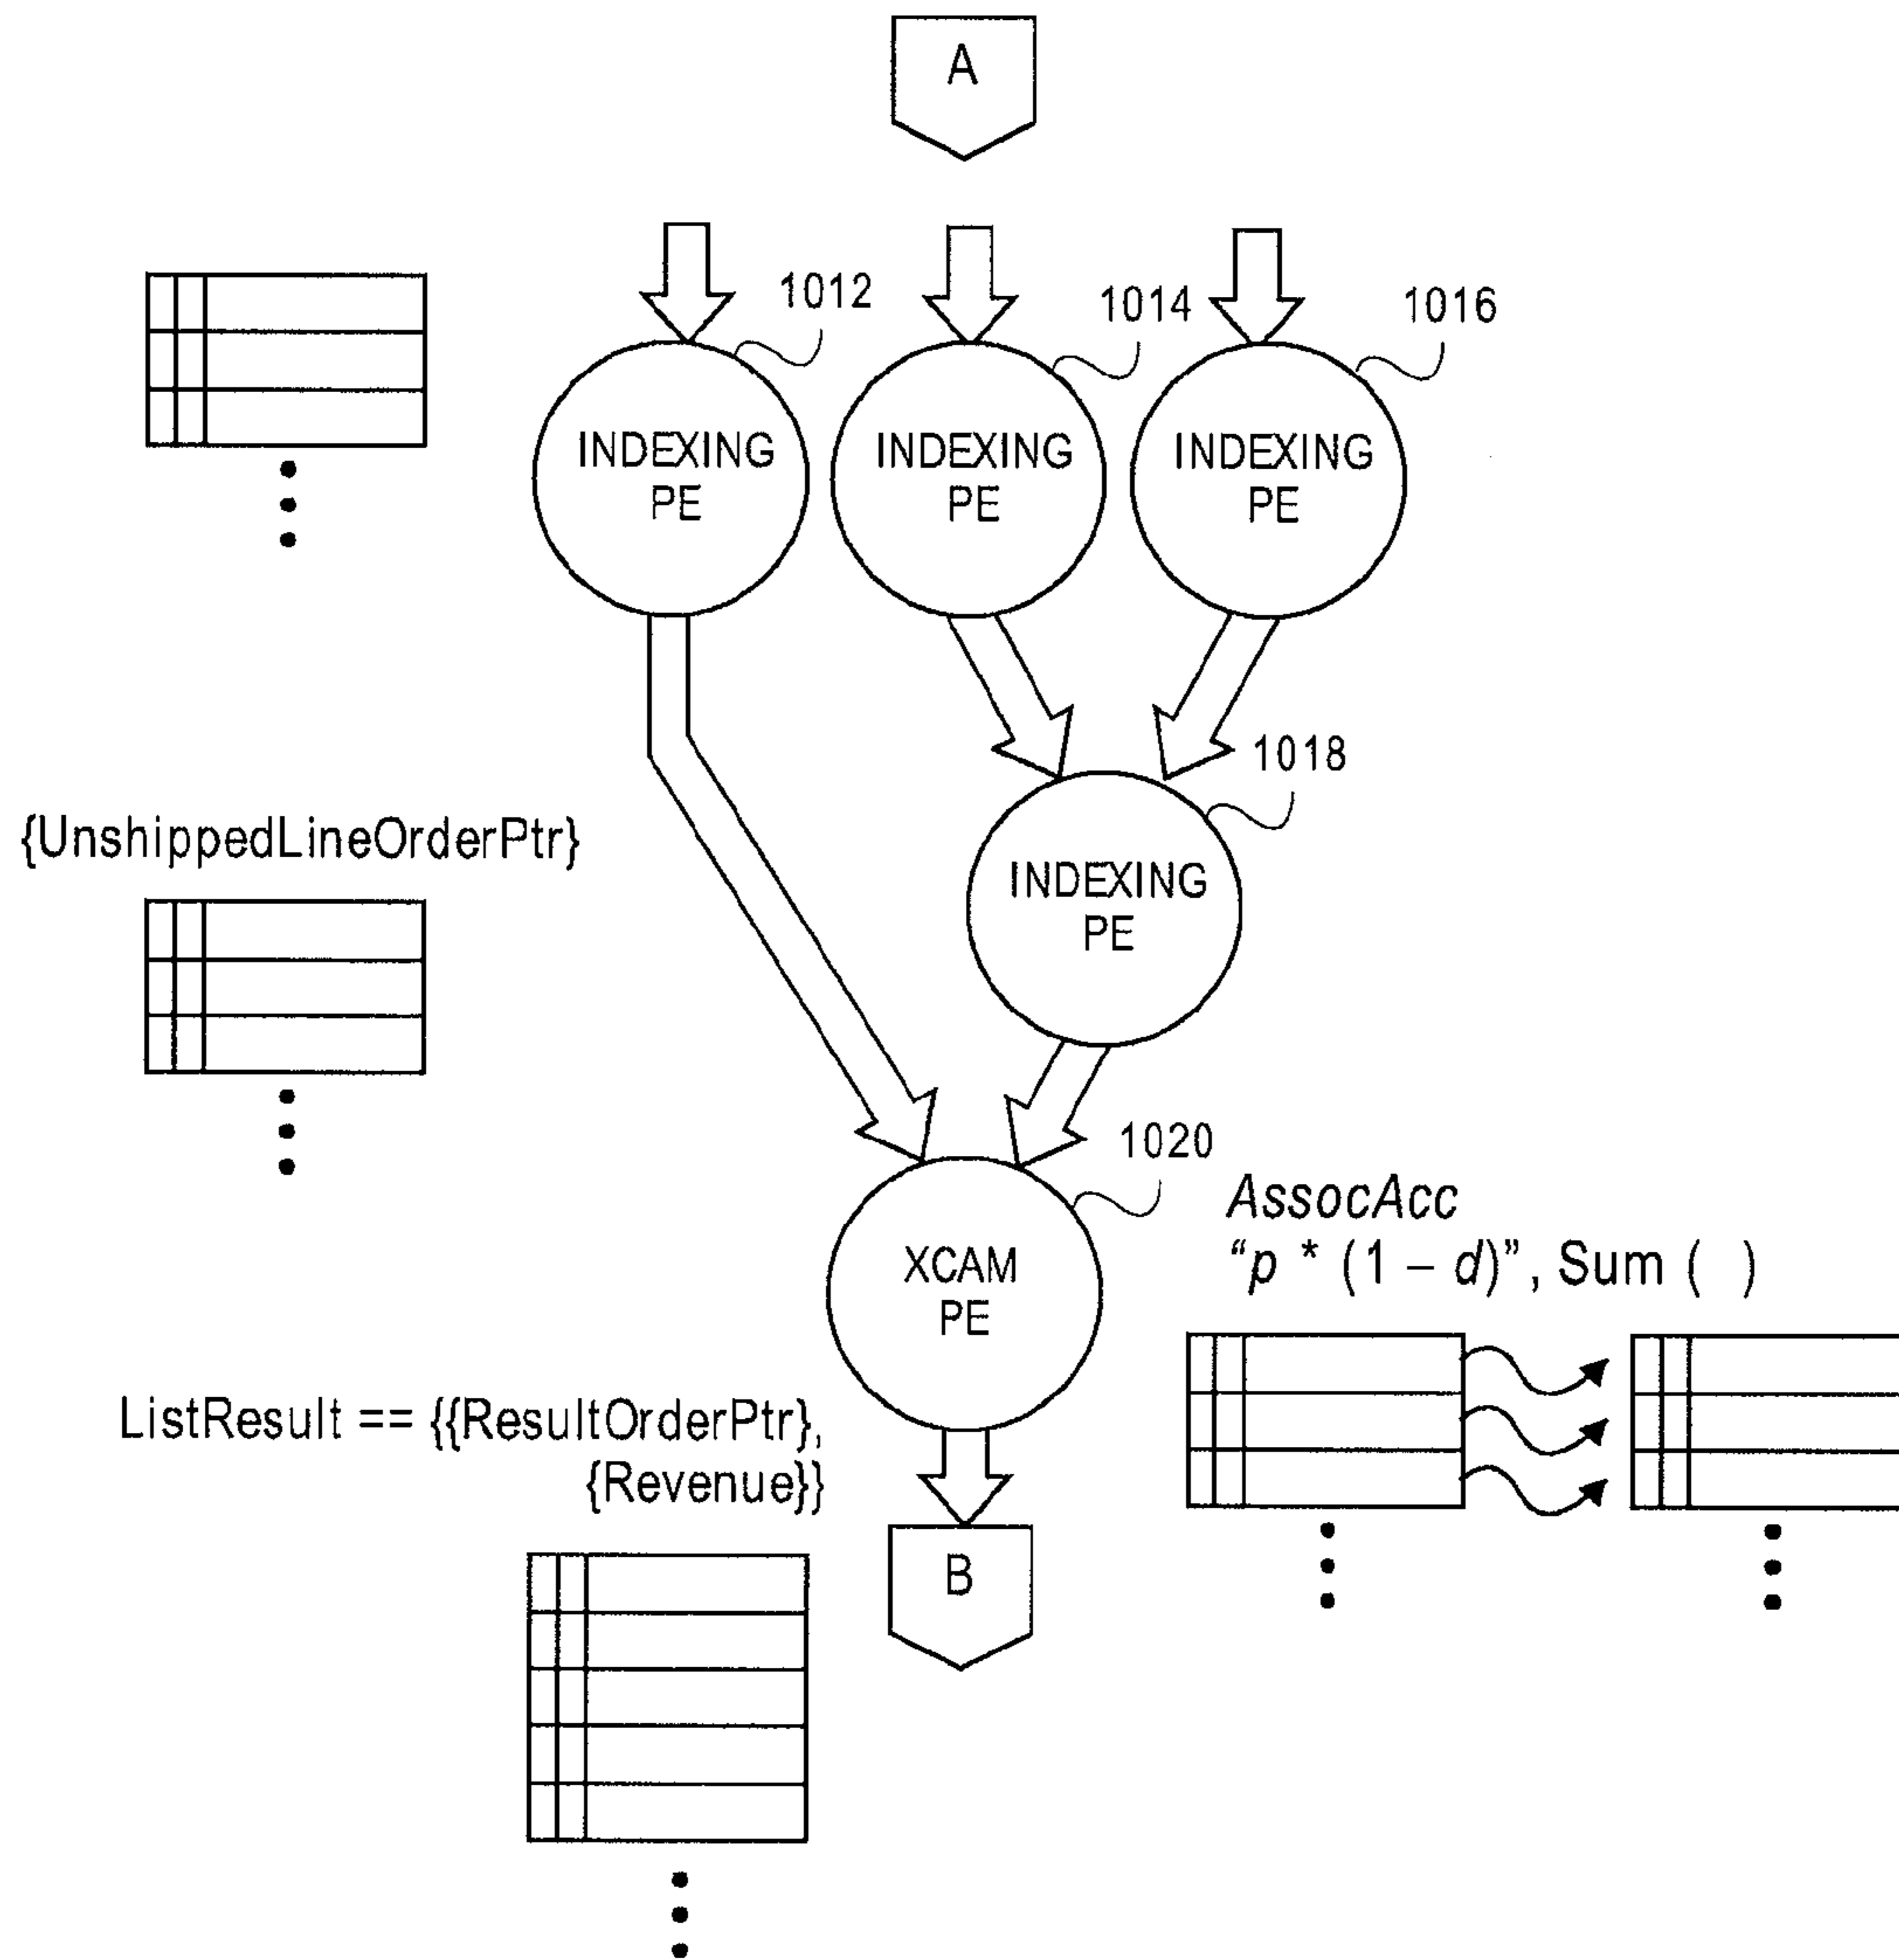 A
1012
1014
1016
INDEXING
PE
INDEXING
PE
INDEXING
PE
1018
{UnshippedLineOrderPtr}
INDEXING
PE
1020
AssocAcc
“p * (1 – d)”, Sum ( )
XCAM
PE
ListResult == {{ResultOrderPtr},
{Revenue}}
B